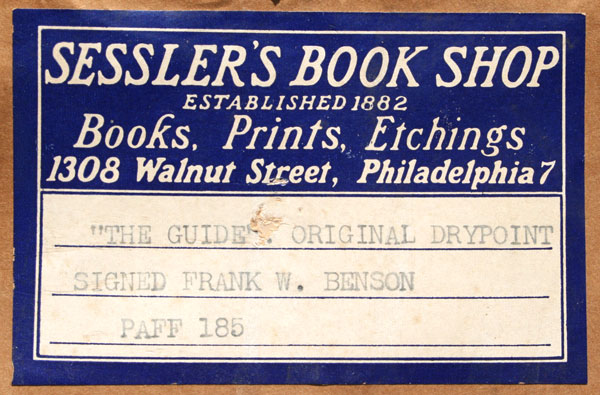 SESSLER'S BOOK SHOP
ESTABLISHED 1882
Books, Prints, Etchings
1308 Walnut Street, Philadelphia 7
"THE GUIDE". ORIGINAL DRYPOINT
SIGNED FRANK W. BENSON
PAFF 185